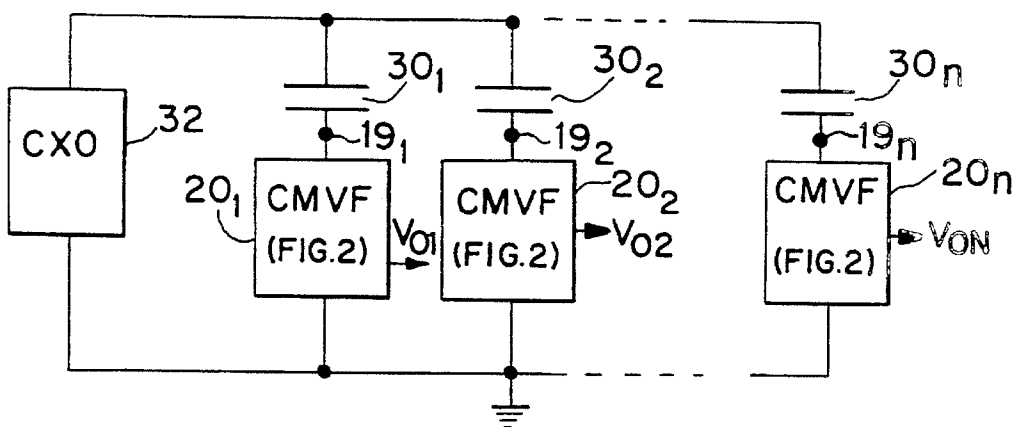 30₁
30₂
30ₙ
32
CXO
19₁
19₂
19ₙ
20₁
CMVF
(FIG.2)
V₀₁
CMVF
(FIG.2)
20₂
V₀₂
CMVF
(FIG.2)
20ₙ
V_ON